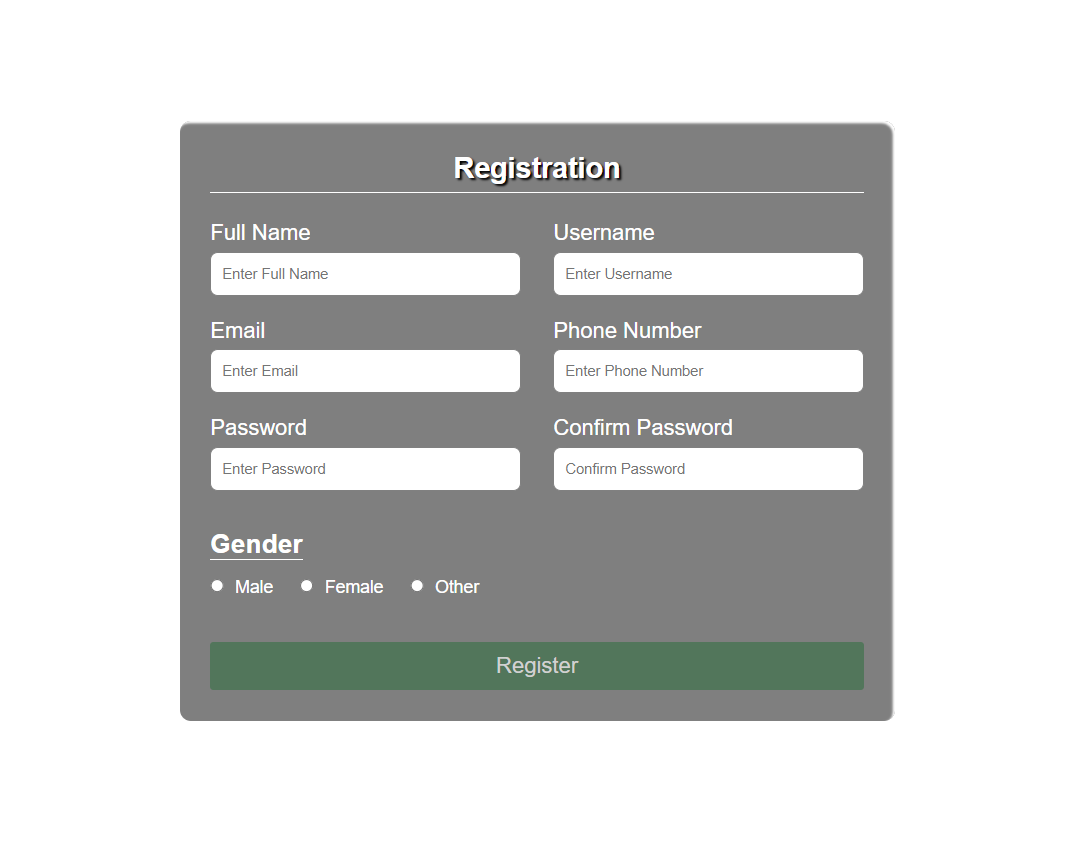 Registration
Full Name
Username
Enter Full Name
Enter Username
Email
Phone Number
Enter Email
Enter Phone Number
Password
Confirm Password
Enter Password
Confirm Password
Gender
Male Female Other
Register